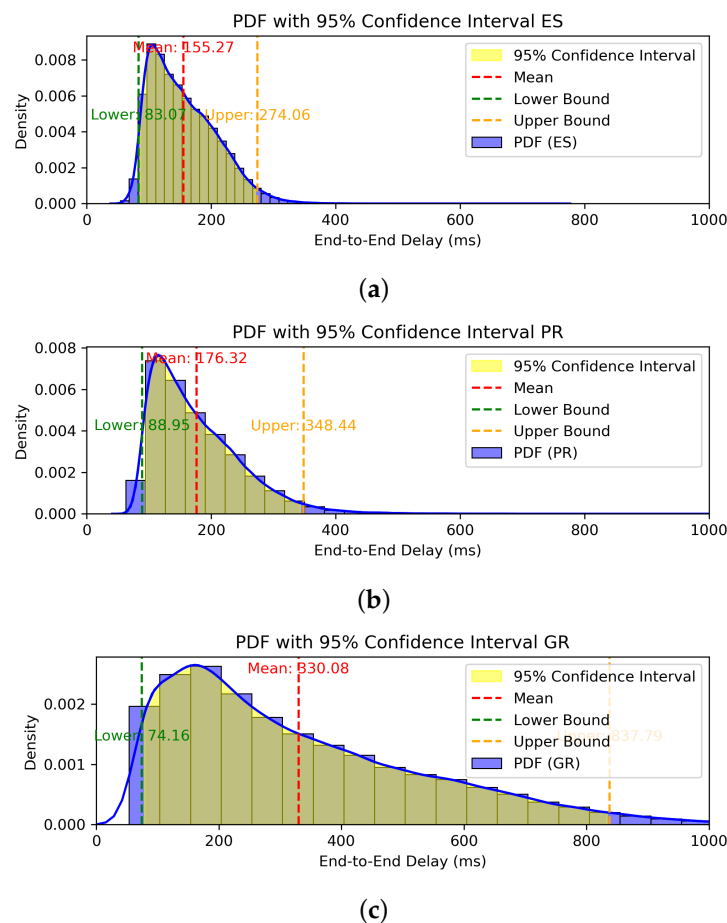 PDF with 95% Confidence Interval ES
Mean: 155.27
Lower: 83.07
Upper: 274.06
95% Confidence Interval
Mean
Lower Bound
Upper Bound
PDF (ES)
Density
0.008
0.006
0.004
0.002
0.000
0 200 400 600 800 1000
End-to-End Delay (ms)
(a)
PDF with 95% Confidence Interval PR
Mean: 176.32
Lower: 88.95
Upper: 348.44
95% Confidence Interval
Mean
Lower Bound
Upper Bound
PDF (PR)
Density
0.008
0.006
0.004
0.002
0.000
0 200 400 600 800 1000
End-to-End Delay (ms)
(b)
PDF with 95% Confidence Interval GR
Mean: 330.08
Lower: 74.16
Upper: 837.79
95% Confidence Interval
Mean
Lower Bound
Upper Bound
PDF (GR)
Density
0.002
0.001
0.000
0 200 400 600 800 1000
End-to-End Delay (ms)
(c)